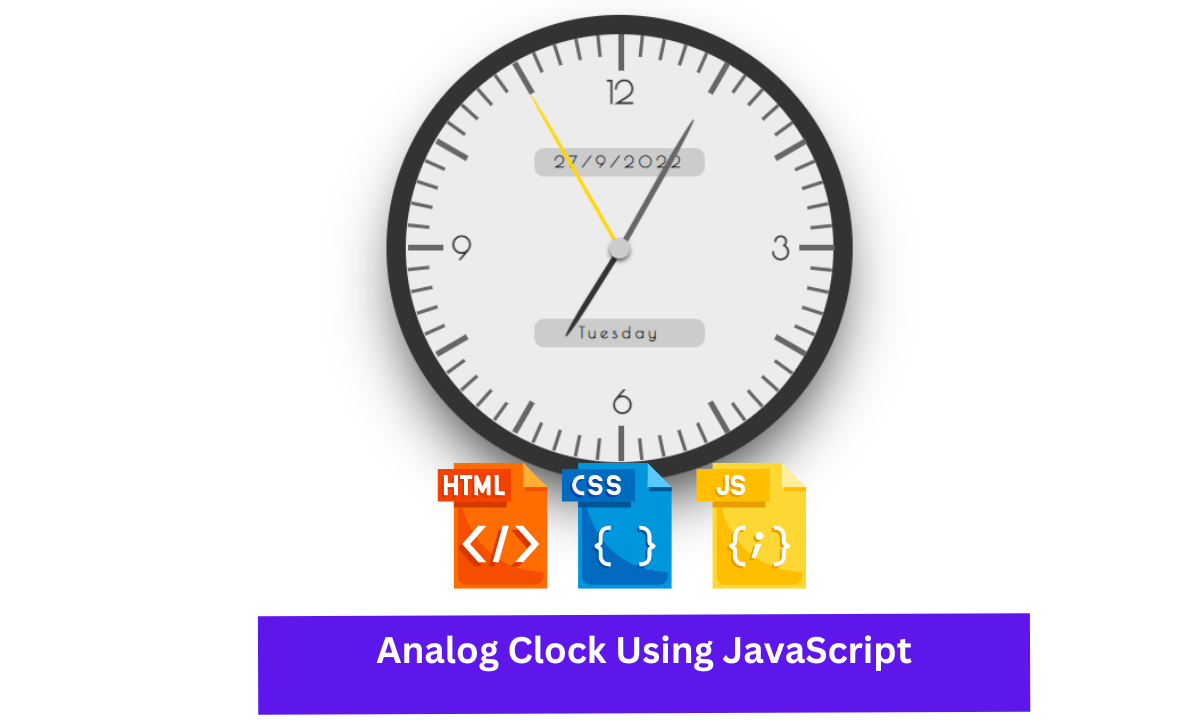 12
27/9/2022
9
3
Tuesday
6
HTML
CSS
JS
</>
{ }
{;}
Analog Clock Using JavaScript